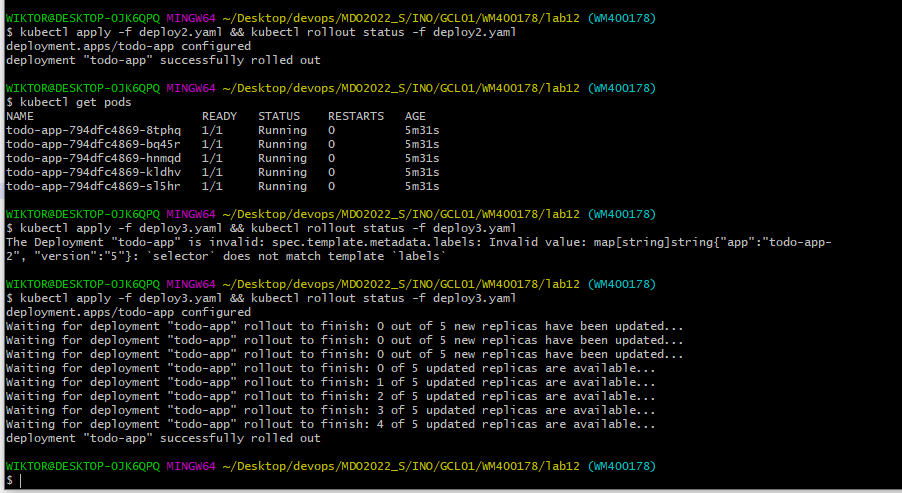 WIKTOR@DESKTOP-OJK6QPQ MINGW64 ~/Desktop/devops/MDO2022_S/INO/GCL01/WM400178/lab12 (WM400178)
$ kubectl apply -f deploy2.yaml && kubectl rollout status -f deploy2.yaml
deployment.apps/todo-app configured
deployment "todo-app" successfully rolled out
WIKTOR@DESKTOP-OJK6QPQ MINGW64 ~/Desktop/devops/MDO2022_S/INO/GCL01/WM400178/lab12 (WM400178)
$ kubectl get pods
NAME READY STATUS RESTARTS AGE
todo-app-794dfc4869-8tphq 1/1 Running 0 5m31s
todo-app-794dfc4869-bq45r 1/1 Running 0 5m31s
todo-app-794dfc4869-hnmqd 1/1 Running 0 5m31s
todo-app-794dfc4869-kldhv 1/1 Running 0 5m31s
todo-app-794dfc4869-sl5hr 1/1 Running 0 5m31s
WIKTOR@DESKTOP-OJK6QPQ MINGW64 ~/Desktop/devops/MDO2022_S/INO/GCL01/WM400178/lab12 (WM400178)
$ kubectl apply -f deploy3.yaml && kubectl rollout status -f deploy3.yaml
The Deployment "todo-app" is invalid: spec.template.metadata.labels: Invalid value: map[string]string{"app":"todo-app-
2", "version":"5"}: `selector` does not match template `labels`
WIKTOR@DESKTOP-OJK6QPQ MINGW64 ~/Desktop/devops/MDO2022_S/INO/GCL01/WM400178/lab12 (WM400178)
$ kubectl apply -f deploy3.yaml && kubectl rollout status -f deploy3.yaml
deployment.apps/todo-app configured
Waiting for deployment "todo-app" rollout to finish: 0 out of 5 new replicas have been updated...
Waiting for deployment "todo-app" rollout to finish: 0 out of 5 new replicas have been updated...
Waiting for deployment "todo-app" rollout to finish: 0 out of 5 new replicas have been updated...
Waiting for deployment "todo-app" rollout to finish: 0 of 5 updated replicas are available...
Waiting for deployment "todo-app" rollout to finish: 1 of 5 updated replicas are available...
Waiting for deployment "todo-app" rollout to finish: 2 of 5 updated replicas are available...
Waiting for deployment "todo-app" rollout to finish: 3 of 5 updated replicas are available...
Waiting for deployment "todo-app" rollout to finish: 4 of 5 updated replicas are available...
deployment "todo-app" successfully rolled out
WIKTOR@DESKTOP-OJK6QPQ MINGW64 ~/Desktop/devops/MDO2022_S/INO/GCL01/WM400178/lab12 (WM400178)
$